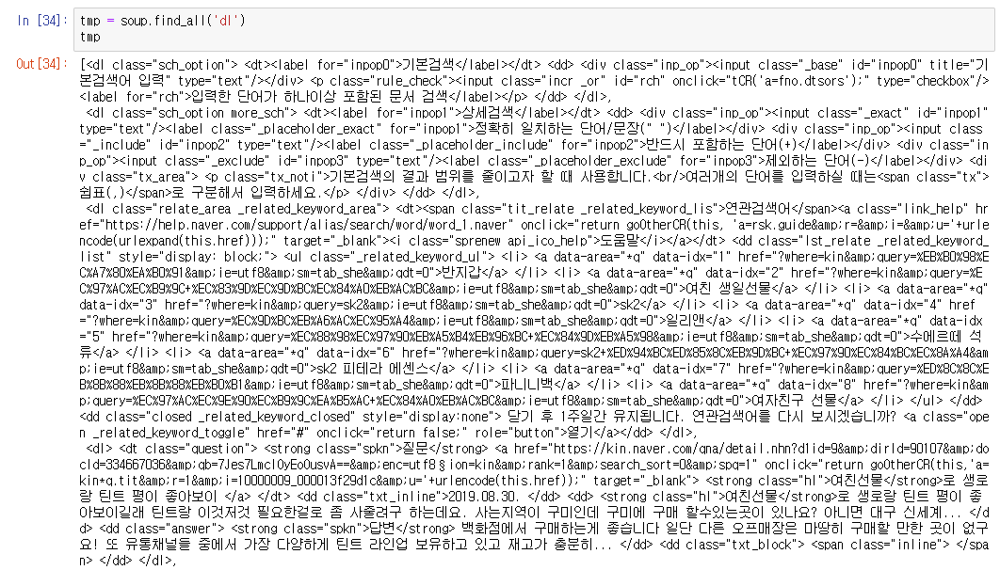 In [34]: tmp = soup.find_all('dl')
tmp
Out[34]: [<dl class="sch_option"> <dt><label for="inpop0">기본검색</label></dt> <dd> <div class="inp_op"><input class="_base" id="inpop0" title="기
본검색어 입력" type="text"/></div> <p class="rule_check"><input class="incr _or" id="rch" onclick="tCR('a=fno.dtsors');" type="checkbox"/>
<label for="rch">입력한 단어가 하나이상 포함된 문서 검색</label></p> </dd> </dl>,
<dl class="sch_option more_sch"> <dt><label for="inpop1">상세검색</label></dt> <dd> <div class="inp_op"><input class="_exact" id="inpop1"
type="text"/><label class="_placeholder_exact" for="inpop1">정확히 일치하는 단어/문장(" ")</label></div> <div class="inp_op"><input class
="_include" id="inpop2" type="text"/><label class="_placeholder_include" for="inpop2">반드시 포함하는 단어(+)</label></div> <div class="in
p_op"><input class="_exclude" id="inpop3" type="text"/><label class="_placeholder_exclude" for="inpop3">제외하는 단어(-)</label></div> <di
v class="tx_area"> <p class="tx_noti">기본검색의 결과 범위를 줄이고자 할 때 사용합니다.<br/>여러개의 단어를 입력하실 때는<span class="tx">
쉼표(,)</span>로 구분해서 입력하세요.</p> </div> </dd> </dl>,
<dl class="relate_area _related_keyword_area"> <dt><span class="tit_relate _related_keyword_lis">연관검색어</span><a class="link_help" hr
ef="https://help.naver.com/support/alias/search/word/word_1.naver" onclick="return goOtherCR(this, 'a=rsk.guide&amp;r=&amp;i=&amp;u='+urle
ncode(urlexpand(this.href)));" target="_blank"><i class="sprenew api_ico_help">도움말</i></a></dt> <dd class="lst_relate _related_keyword_
list" style="display: block;"> <ul class="_related_keyword_ul"> <li> <a data-area="*q" data-idx="1" href="?where=kin&amp;query=%EB%B0%98%E
C%A7%80%EA%B0%91&amp;ie=utf8&amp;sm=tab_she&amp;qdt=0">반지갑</a> </li> <li> <a data-area="*q" data-idx="2" href="?where=kin&amp;query=%E
C%97%AC%EC%B9%9C+%EC%83%9D%EC%9D%BC%EC%84%A0%EB%AC%BC&amp;ie=utf8&amp;sm=tab_she&amp;qdt=0">여친 생일선물</a> </li> <li> <a data-area="*q"
data-idx="3" href="?where=kin&amp;query=sk2&amp;ie=utf8&amp;sm=tab_she&amp;qdt=0">sk2</a> </li> <li> <a data-area="*q" data-idx="4" href
="?where=kin&amp;query=%EC%9D%BC%EB%A6%AC%EC%95%A4&amp;ie=utf8&amp;sm=tab_she&amp;qdt=0">일리앤</a> </li> <li> <a data-area="*q" data-idx
="5" href="?where=kin&amp;query=%EC%88%98%EC%97%90%EB%A5%B4%EB%96%BC+%EC%84%9D%EB%A5%98&amp;ie=utf8&amp;sm=tab_she&amp;qdt=0">수에르떼 석
류</a> </li> <li> <a data-area="*q" data-idx="6" href="?where=kin&amp;query=sk2+%ED%94%BC%ED%85%8C%EB%9D%BC+%EC%97%90%EC%84%BC%EC%8A%A4&am
p;ie=utf8&amp;sm=tab_she&amp;qdt=0">sk2 피테라 에센스</a> </li> <li> <a data-area="*q" data-idx="7" href="?where=kin&amp;query=%ED%8C%8C%E
B%8B%88%EB%8B%88%EB%B0%B1&amp;ie=utf8&amp;sm=tab_she&amp;qdt=0">파니니백</a> </li> <li> <a data-area="*q" data-idx="8" href="?where=kin&am
p;query=%EC%97%AC%EC%9E%90%EC%B9%9C%EA%B5%AC+%EC%84%A0%EB%AC%BC&amp;ie=utf8&amp;sm=tab_she&amp;qdt=0">여자친구 선물</a> </li> </ul> </dd>
<dd class="closed _related_keyword_closed" style="display:none"> 닫기 후 1주일간 유지됩니다. 연관검색어를 다시 보시겠습니까? <a class="ope
n _related_keyword_toggle" href="#" onclick="return false;" role="button">열기</a></dd> </dl>,
<dl> <dt class="question"> <strong class="spkn">질문</strong> <a href="https://kin.naver.com/qna/detail.nhn?d1id=9&amp;dirId=90107&amp;do
cId=334667036&amp;qb=7Jes7LmcIOyEoOusvA==&amp;enc=utf8§ion=kin&amp;rank=1&amp;search_sort=0&amp;spq=1" onclick="return goOtherCR(this,'a=
kin*q.tit&amp;r=1&amp;i=10000009_000013f29d1c&amp;u='+urlencode(this.href));" target="_blank"> <strong class="hl">여친선물</strong>로 생로
랑 틴트 평이 좋아보이 </a> </dt> <dd class="txt_inline">2019.08.30. </dd> <dd> <strong class="hl">여친선물</strong>로 생로랑 틴트 평이 좋
아보이길래 틴트랑 이것저것 필요한걸로 좀 사줄려구 하는데요. 사는지역이 구미인데 구미에 구매 할수있는곳이 있나요? 아니면 대구 신세계... </d
d> <dd class="answer"> <strong class="spkn">답변</strong> 백화점에서 구매하는게 좋습니다 일단 다른 오프매장은 마땅히 구매할 만한 곳이 없구
요! 또 유통채널들 중에서 가장 다양하게 틴트 라인업 보유하고 있고 재고가 충분히... </dd> <dd class="txt_block"> <span class="inline"> </spa
n> </dd> </dl>,